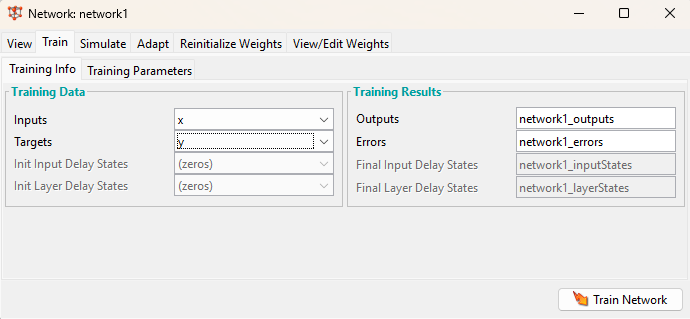 Network: network1
View Train Simulate Adapt Reinitialize Weights View/Edit Weights
Training Info Training Parameters
Training Data
Inputs x
Targets y
Init Input Delay States (zeros)
Init Layer Delay States (zeros)
Training Results
Outputs network1_outputs
Errors network1_errors
Final Input Delay States network1_inputStates
Final Layer Delay States network1_layerStates
Train Network